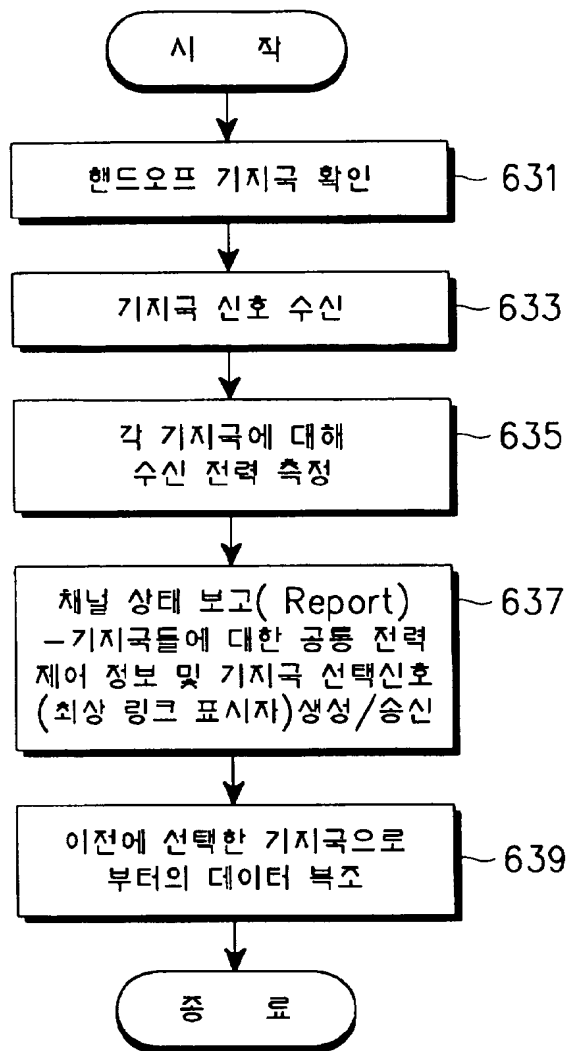 시 작
핸드오프 기지국 확인
631
기지국 신호 수신
633
각 기지국에 대해
수신 전력 측정
635
채널 상태 보고( Report)
-기지국들에 대한 공통 전력
제어 정보 및 기지국 선택신호
(최상 링크 표시자)생성/송신
637
이전에 선택한 기지국으로
부터의 데이터 복조
639
종 료